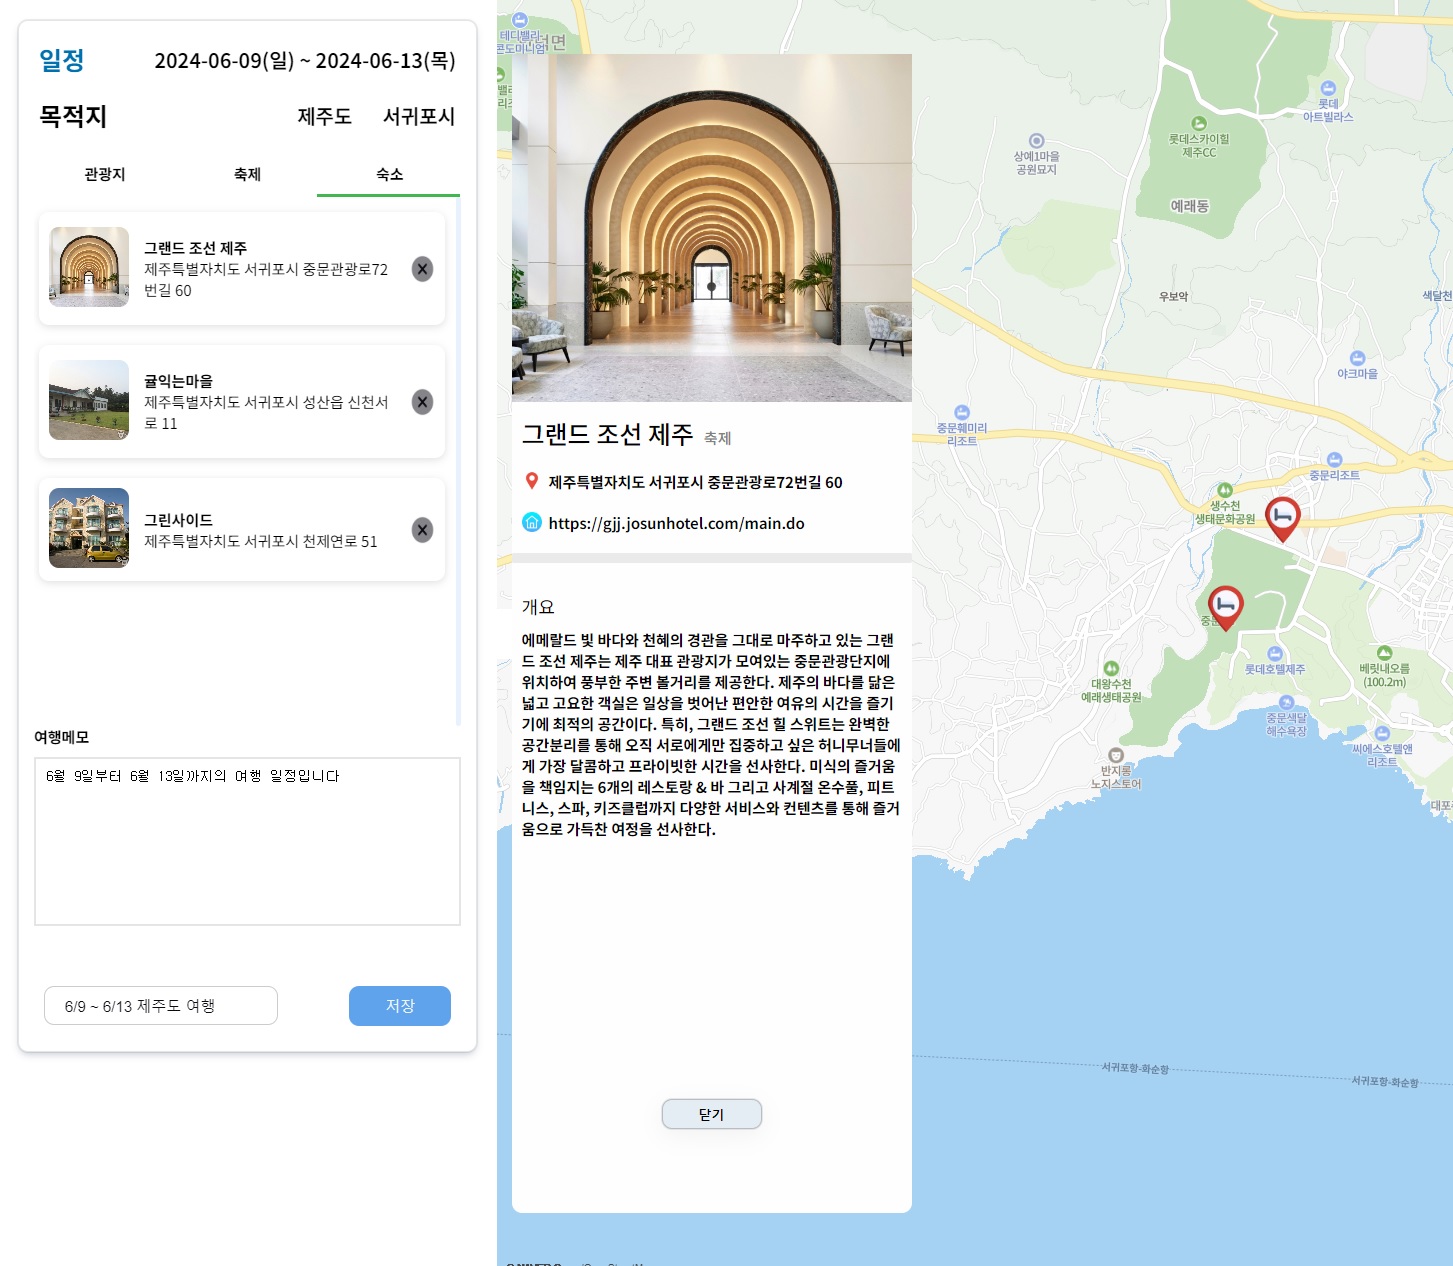 일정
2024-06-09(일) ~ 2024-06-13(목)
목적지
제주도 서귀포시
관광지 축제 숙소
그랜드 조선 제주
제주특별자치도 서귀포시 중문관광로72
번길 60
X
귤익는마을
제주특별자치도 서귀포시 성산읍 신천서
로 11
X
그린사이드
제주특별자치도 서귀포시 천제연로 51
X
여행메모
6월 9일부터 6월 13일까지의 여행 일정입니다
6/9 ~ 6/13 제주도 여행
저장
그랜드 조선 제주 축제
제주특별자치도 서귀포시 중문관광로72번길 60
https://gjj.josunhotel.com/main.do
개요
에메랄드 빛 바다와 천혜의 경관을 그대로 마주하고 있는 그랜
드 조선 제주는 제주 대표 관광지가 모여있는 중문관광단지에
위치하여 풍부한 주변 볼거리를 제공한다. 제주의 바다를 닮은
넓고 고요한 객실은 일상을 벗어난 편안한 여유의 시간을 즐기
기에 최적의 공간이다. 특히, 그랜드 조선 힐 스위트는 완벽한
공간분리를 통해 오직 서로에게만 집중하고 싶은 허니무너들에
게 가장 달콤하고 프라이빗한 시간을 선사한다. 미식의 즐거움
을 책임지는 6개의 레스토랑 & 바 그리고 사계절 온수풀, 피트
니스, 스파, 키즈클럽까지 다양한 서비스와 컨텐츠를 통해 즐거
움으로 가득찬 여정을 선사한다.
닫기
테디밸리
콘도미니엄
롯데
아트빌라스
롯데스카이힐
제주CC
상예1마을
공원묘지
예래동
우보악
색달천
야크마을
중문훼미리
리조트
중문리조트
생수천
생태문화공원
롯데호텔제주
베릿내오름
(100.2m)
대왕수천
예래생태공원
중문색달
해수욕장
씨에스호텔앤
리조트
반지롱
노지스토어
대포
서귀포항-화순항
서귀포항-화순항